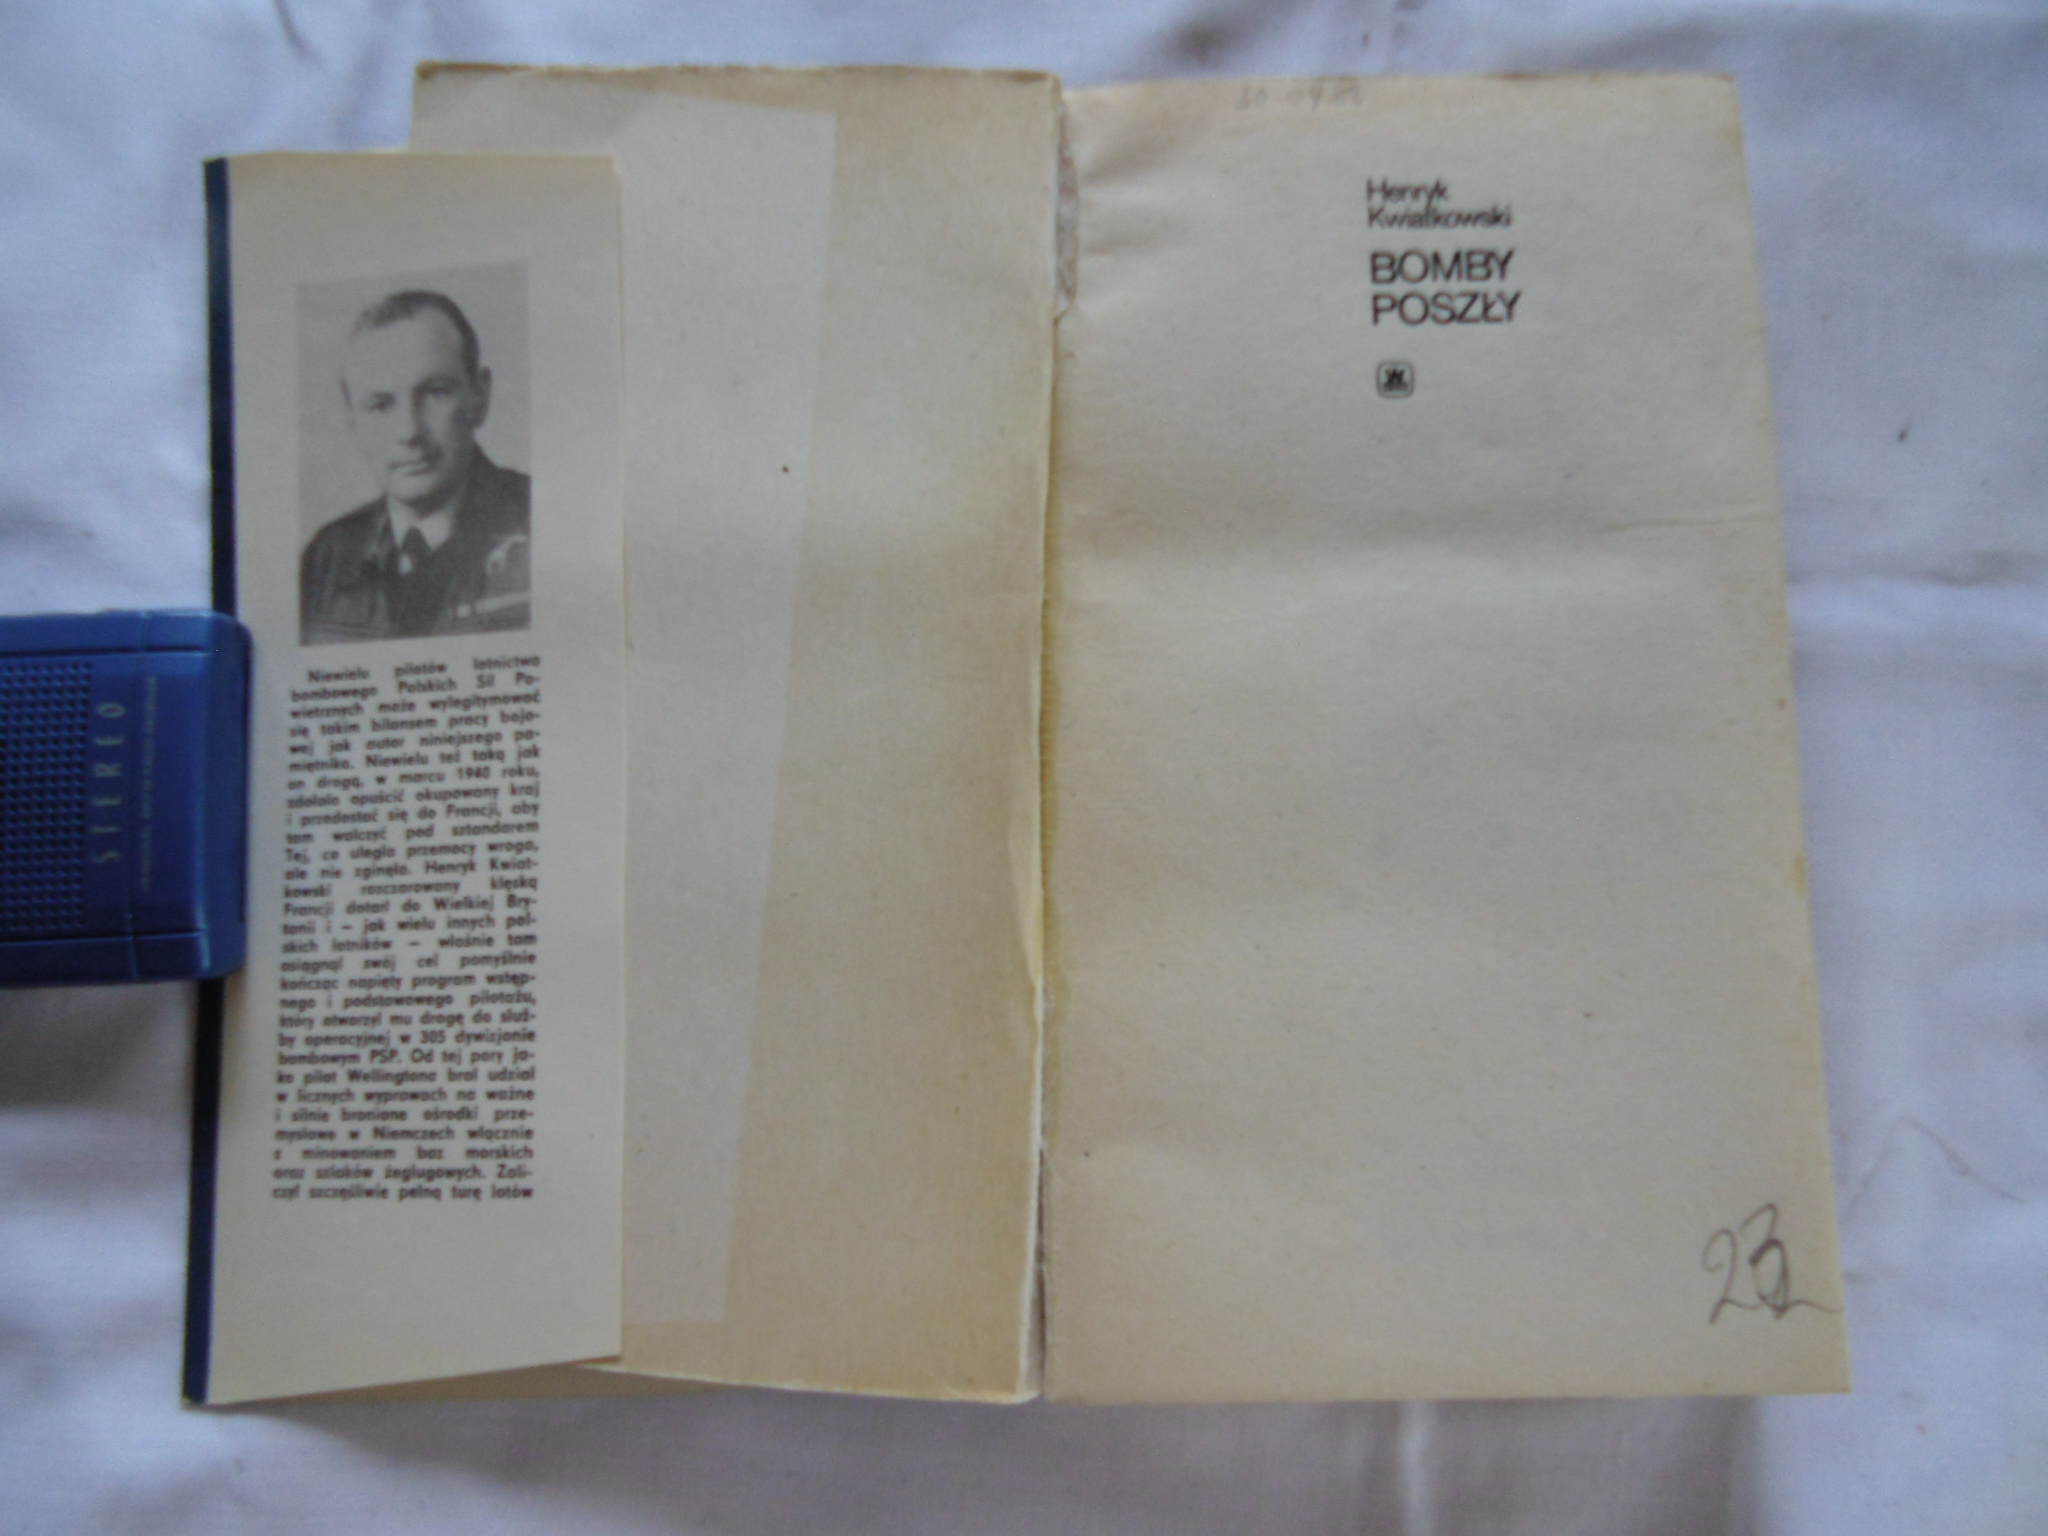 Niewielu pilotów lotnictwa
bombowego Polskich Sił Po-
wietrznych może wylegitymować
się takim bilansem pracy bojo-
wej jak autor niniejszego pa-
miętnika. Niewielu też taką jak
on drogą, w marcu 1940 roku,
zdołało opuścić okupowany kraj
i przedostać się do Francji, aby
tam walczyć pod sztandarem
Tej, co uległa przemocy wroga,
ale nie zginęła. Henryk Kwiat-
kowski rozczarowany klęską
Francji dotarł do Wielkiej Bry-
tanii i – jak wielu innych pol-
skich lotników – właśnie tam
osiągnął swój cel pomyślnie
kończąc napięty program wstęp-
nego i podstawowego pilotażu,
który otworzył mu drogę do służ-
by operacyjnej w 305 dywizjonie
bombowym PSP. Od tej pory ja-
ko pilot Wellingtona brał udział
w licznych wyprawach na ważne
i silnie bronione ośrodki prze-
mysłowe w Niemczech włącznie
z minowaniem baz morskich
oraz szlaków żeglugowych. Zali-
czył szczęśliwie pełną turę lotów
Henryk
Kwiatkowski
BOMBY
POSZŁY
STEREO